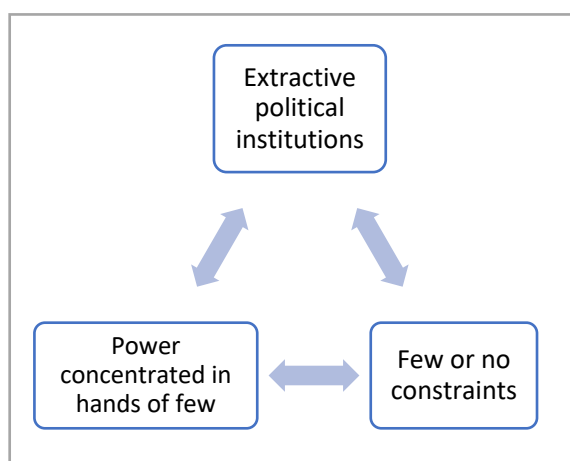 Extractive
political
institutions
Power
concentrated in
hands of few
Few or no
constraints